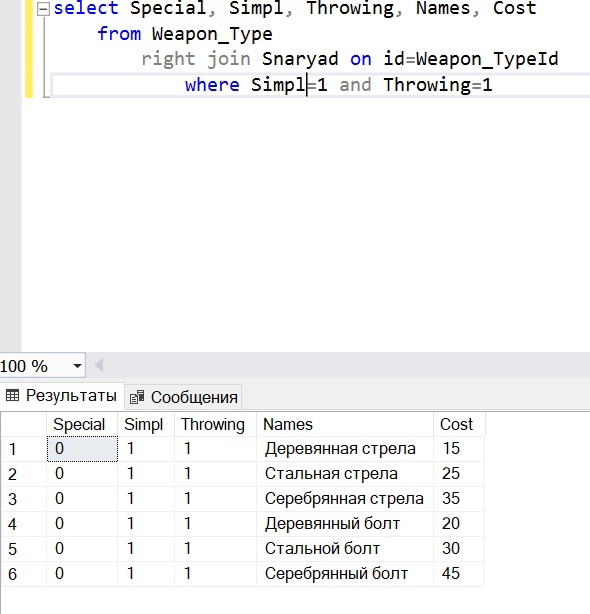 select Special, Simpl, Throwing, Names, Cost
from Weapon_Type
right join Snaryad on id=Weapon_TypeId
where Simpl=1 and Throwing=1
100 %
Результаты Сообщения
Special Simpl Throwing Names Cost
1 0 1 1 Деревянная стрела 15
2 0 1 1 Стальная стрела 25
3 0 1 1 Серебрянная стрела 35
4 0 1 1 Деревянный болт 20
5 0 1 1 Стальной болт 30
6 0 1 1 Серебрянный болт 45